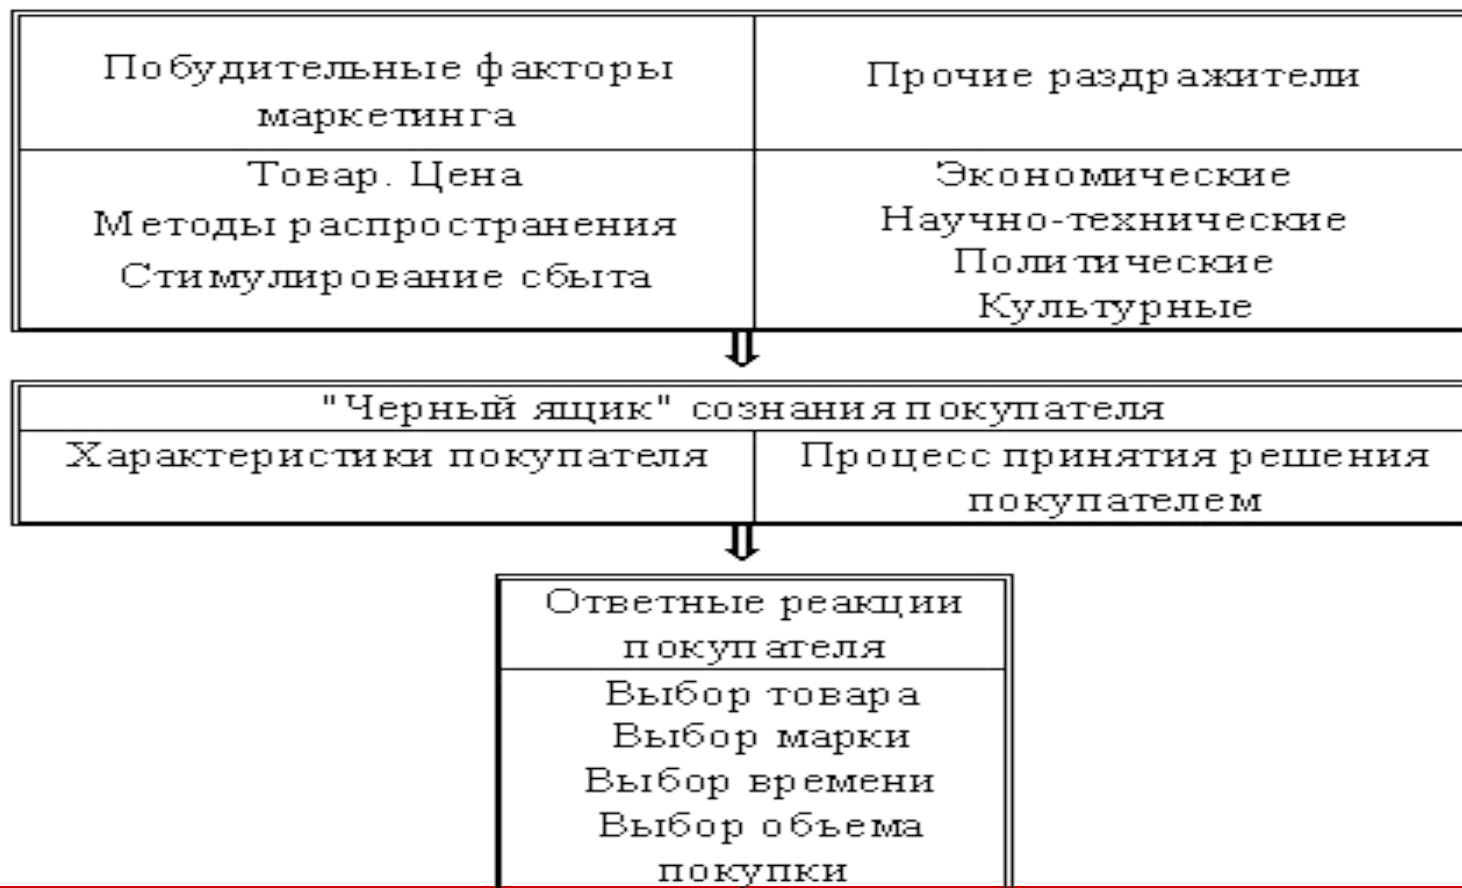 Побудительные факторы
маркетинга
Прочие раздражители
Товар. Цена
Методы распространения
Стимулирование сбыта
Экономические
Научно-технические
Политические
Культурные
"Черный ящик" сознания покупателя
Характеристики покупателя
Процесс принятия решения
покупателем
Ответные реакции
покупателя
Выбор товара
Выбор марки
Выбор времени
Выбор объема
покупки